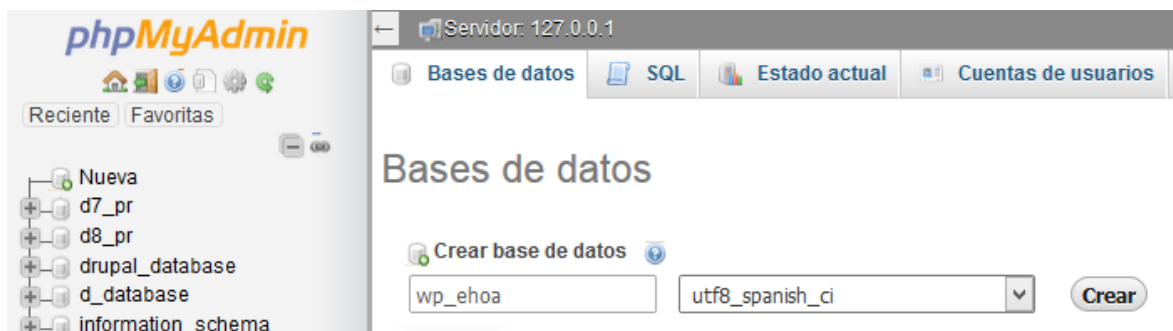 phpMyAdmin
Reciente Favoritas
Nueva
d7_pr
d8_pr
drupal_database
d_database
information_schema
Servidor: 127.0.0.1
Bases de datos SQL Estado actual Cuentas de usuarios
Bases de datos
Crear base de datos
wp_ehoa utf8_spanish_ci Crear